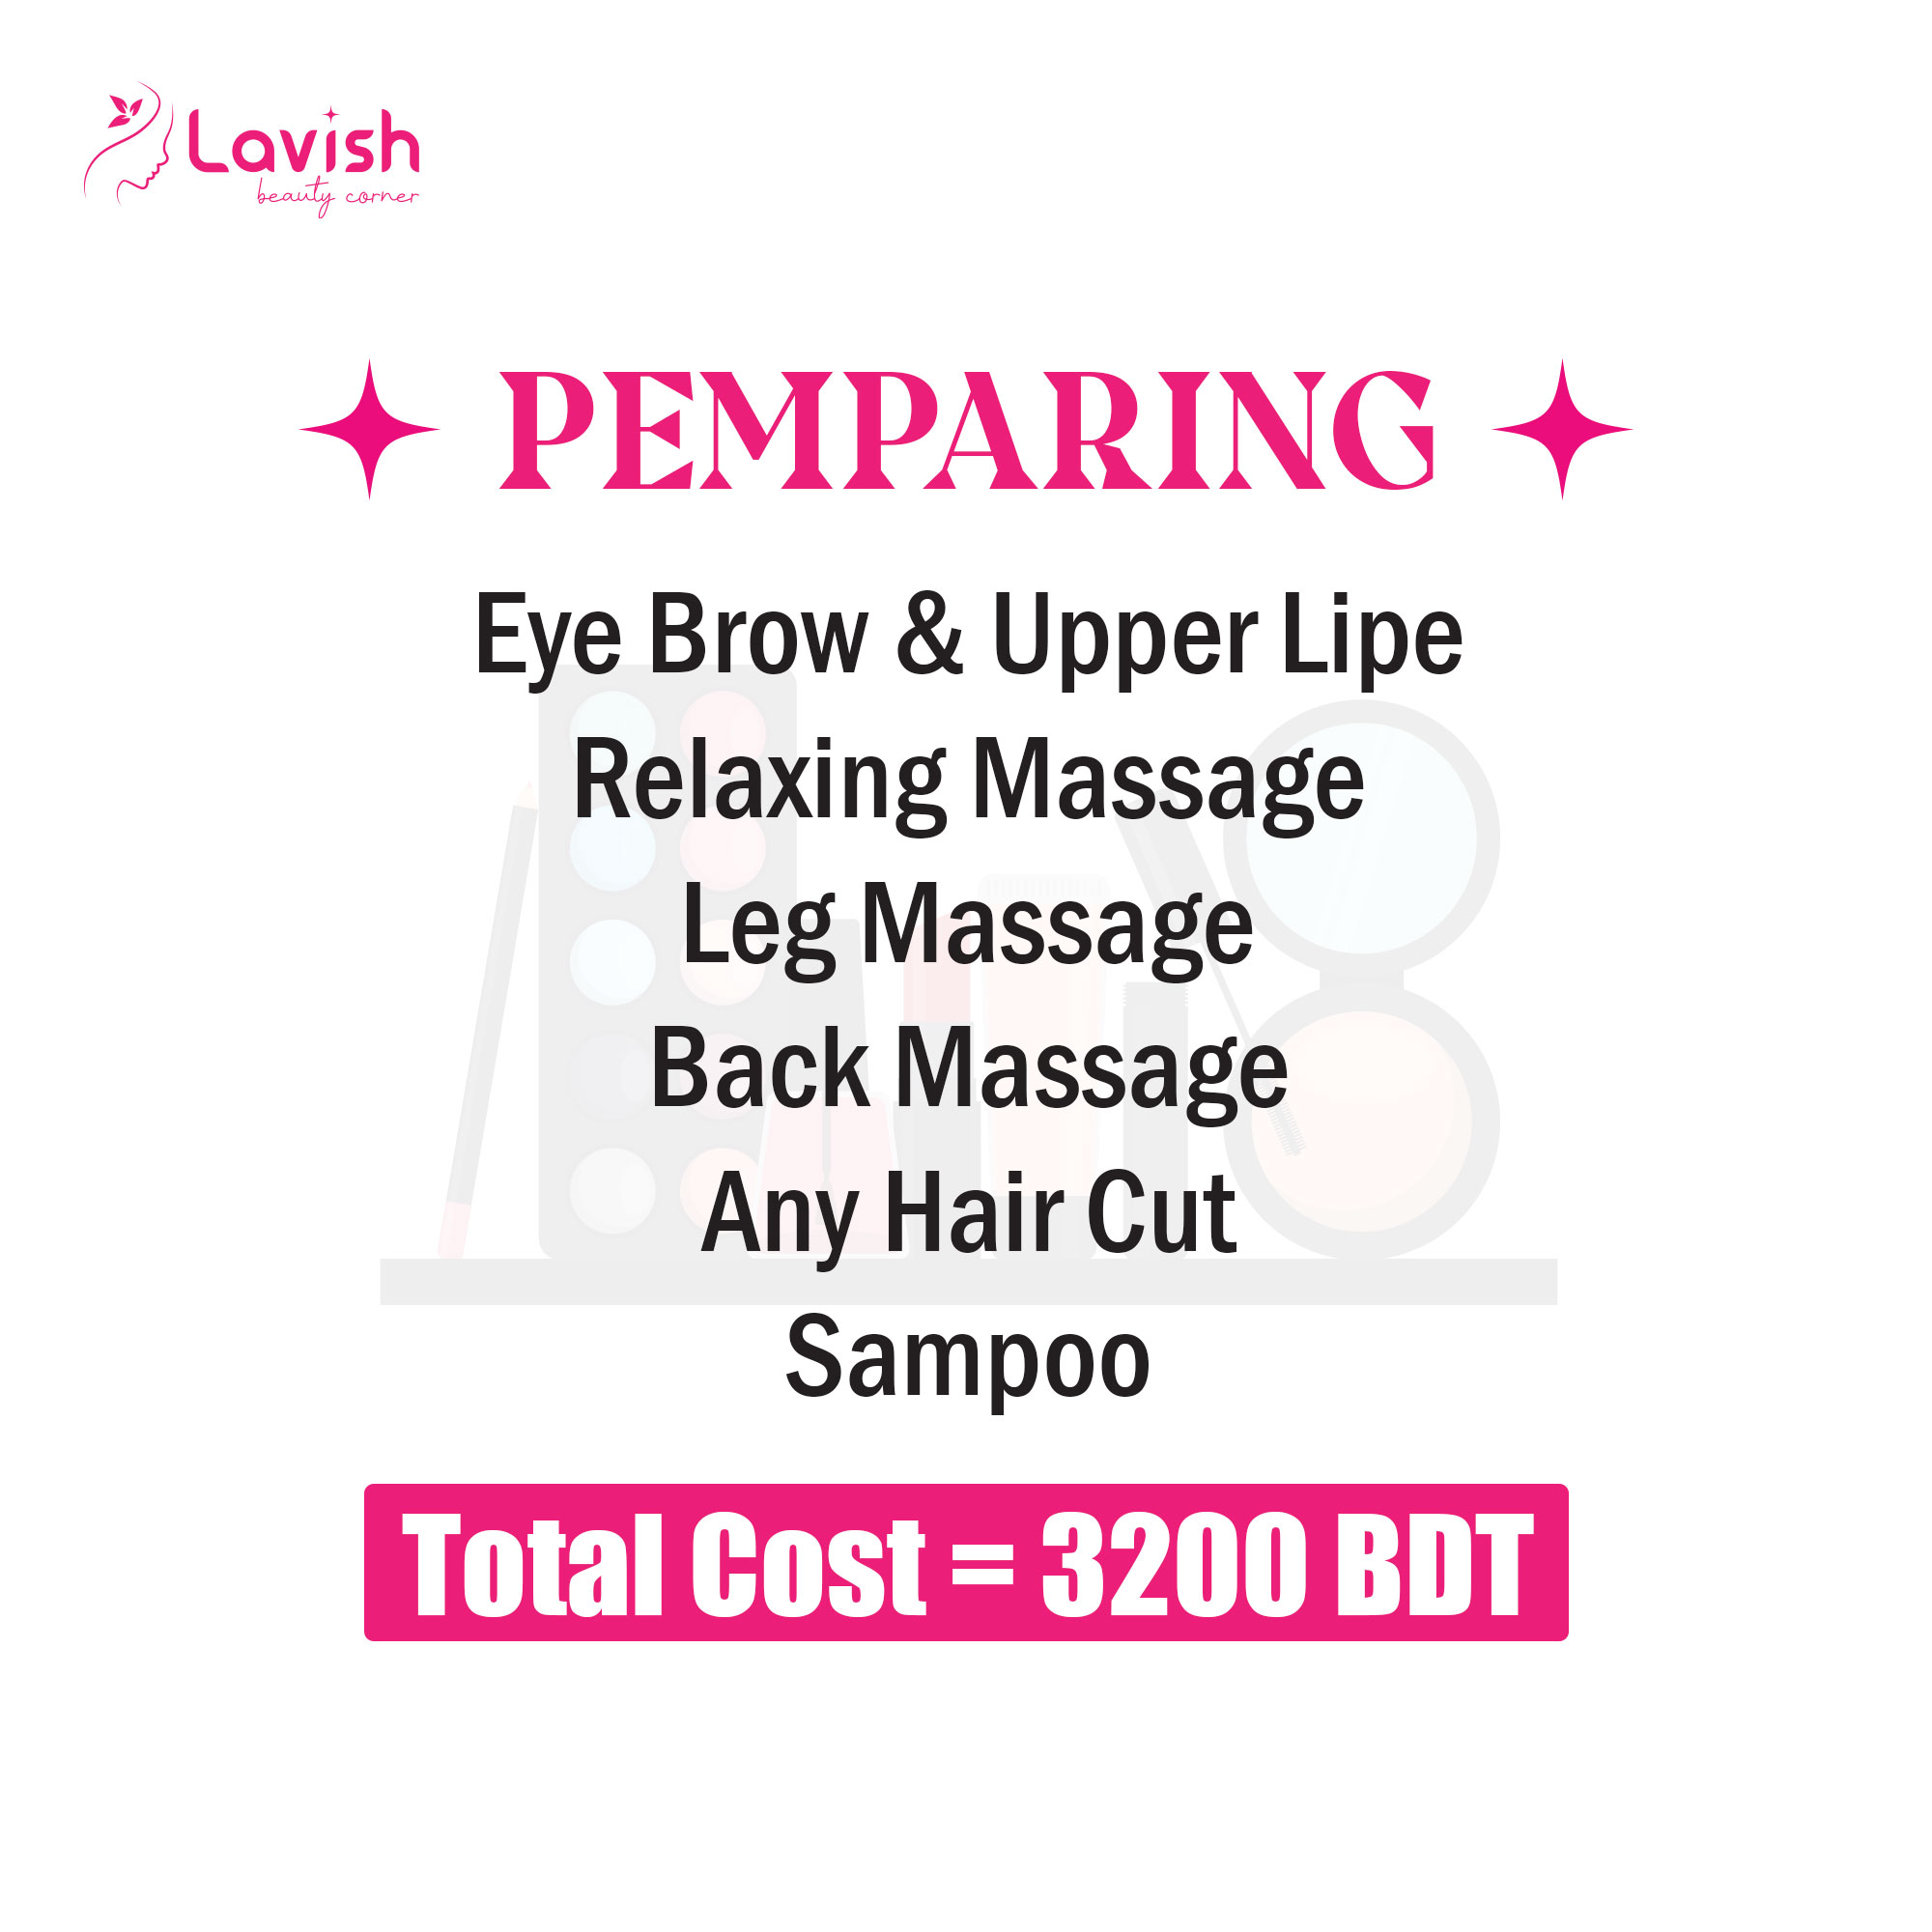 Lavish
beauty corner
PEMPARING
Eye Brow & Upper Lipe
Relaxing Massage
Leg Massage
Back Massage
Any Hair Cut
Sampoo
Total Cost = 3200 BDT